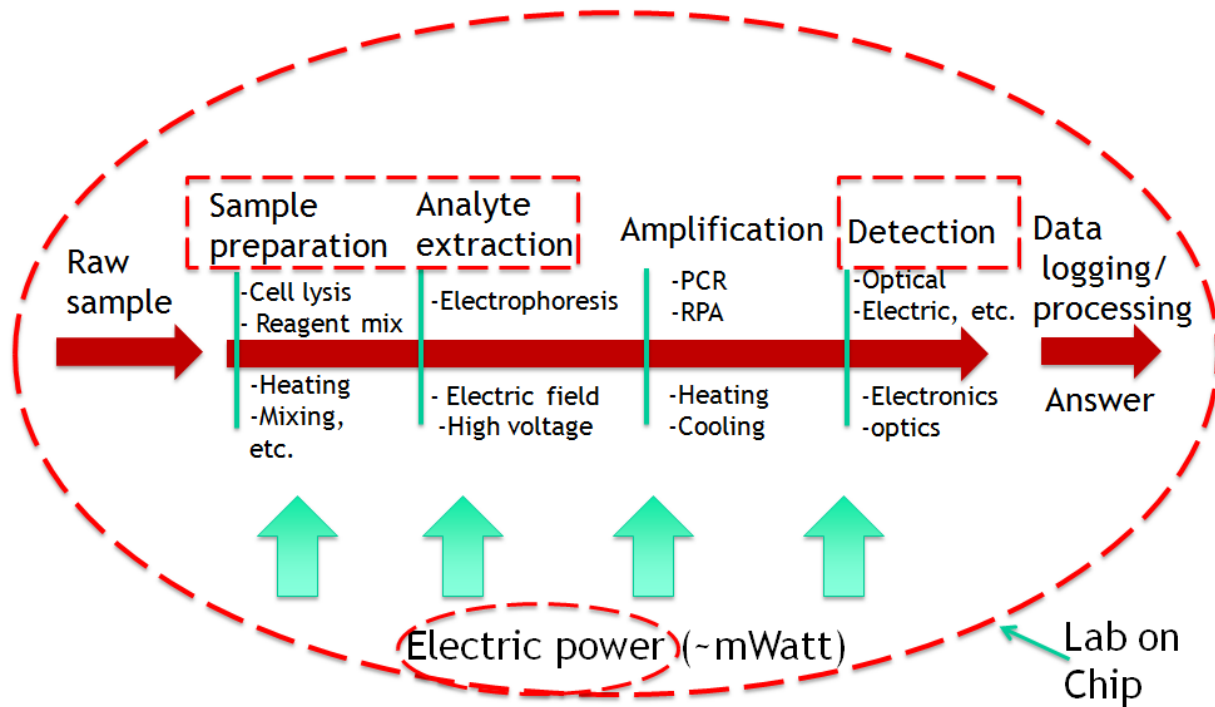 Raw
sample
Sample
preparation
-Cell lysis
- Reagent mix
-Heating
-Mixing,
etc.
Analyte
extraction
-Electrophoresis
- Electric field
-High voltage
Amplification
-PCR
-RPA
-Heating
-Cooling
Detection
-Optical
-Electric, etc.
-Electronics
-optics
Data
logging/
processing
Answer
Electric power (~mWatt)
Lab on
Chip